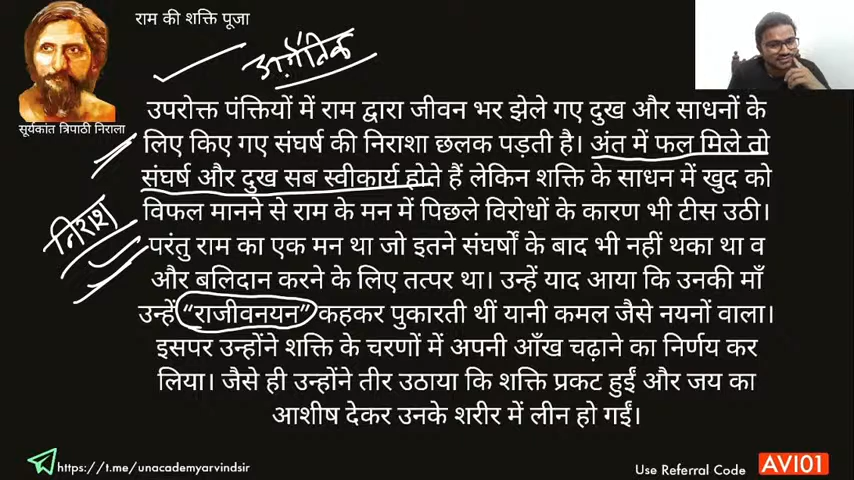 राम की शक्ति पूजा
सूर्यकांत त्रिपाठी निराला
उपरोक्त पंक्तियों में राम द्वारा जीवन भर झेले गए दुख और साधनों के
लिए किए गए संघर्ष की निराशा छलक पड़ती है। अंत में फल मिले तो
संघर्ष और दुख सब स्वीकार्य होते हैं लेकिन शक्ति के साधन में खुद को
विफल मानने से राम के मन में पिछले विरोधों के कारण भी टीस उठी।
निराश
परंतु राम का एक मन था जो इतने संघर्षों के बाद भी नहीं थका था व
और बलिदान करने के लिए तत्पर था। उन्हें याद आया कि उनकी माँ
उन्हें “राजीवनयन” कहकर पुकारती थीं यानी कमल जैसे नयनों वाला।
इसपर उन्होंने शक्ति के चरणों में अपनी आँख चढ़ाने का निर्णय कर
लिया। जैसे ही उन्होंने तीर उठाया कि शक्ति प्रकट हुईं और जय का
आशीष देकर उनके शरीर में लीन हो गईं।
https://t.me/unacademyarvindsir
Use Referral Code AVI01